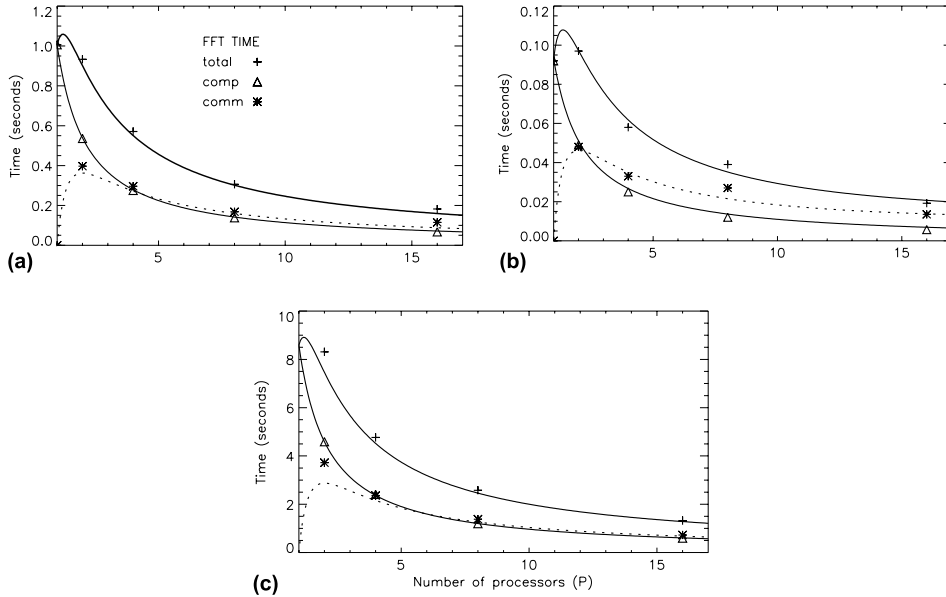 1.2
1.0
0.8
0.6
0.4
0.2
0.0
Time (seconds)
FFT TIME
total
comp
comm
5
10
15
(a)
0.12
0.10
0.08
0.06
0.04
0.02
0.00
Time (seconds)
5
10
15
(b)
10
8
6
4
2
0
Time (seconds)
5
10
15
Number of processors (P)
(c)